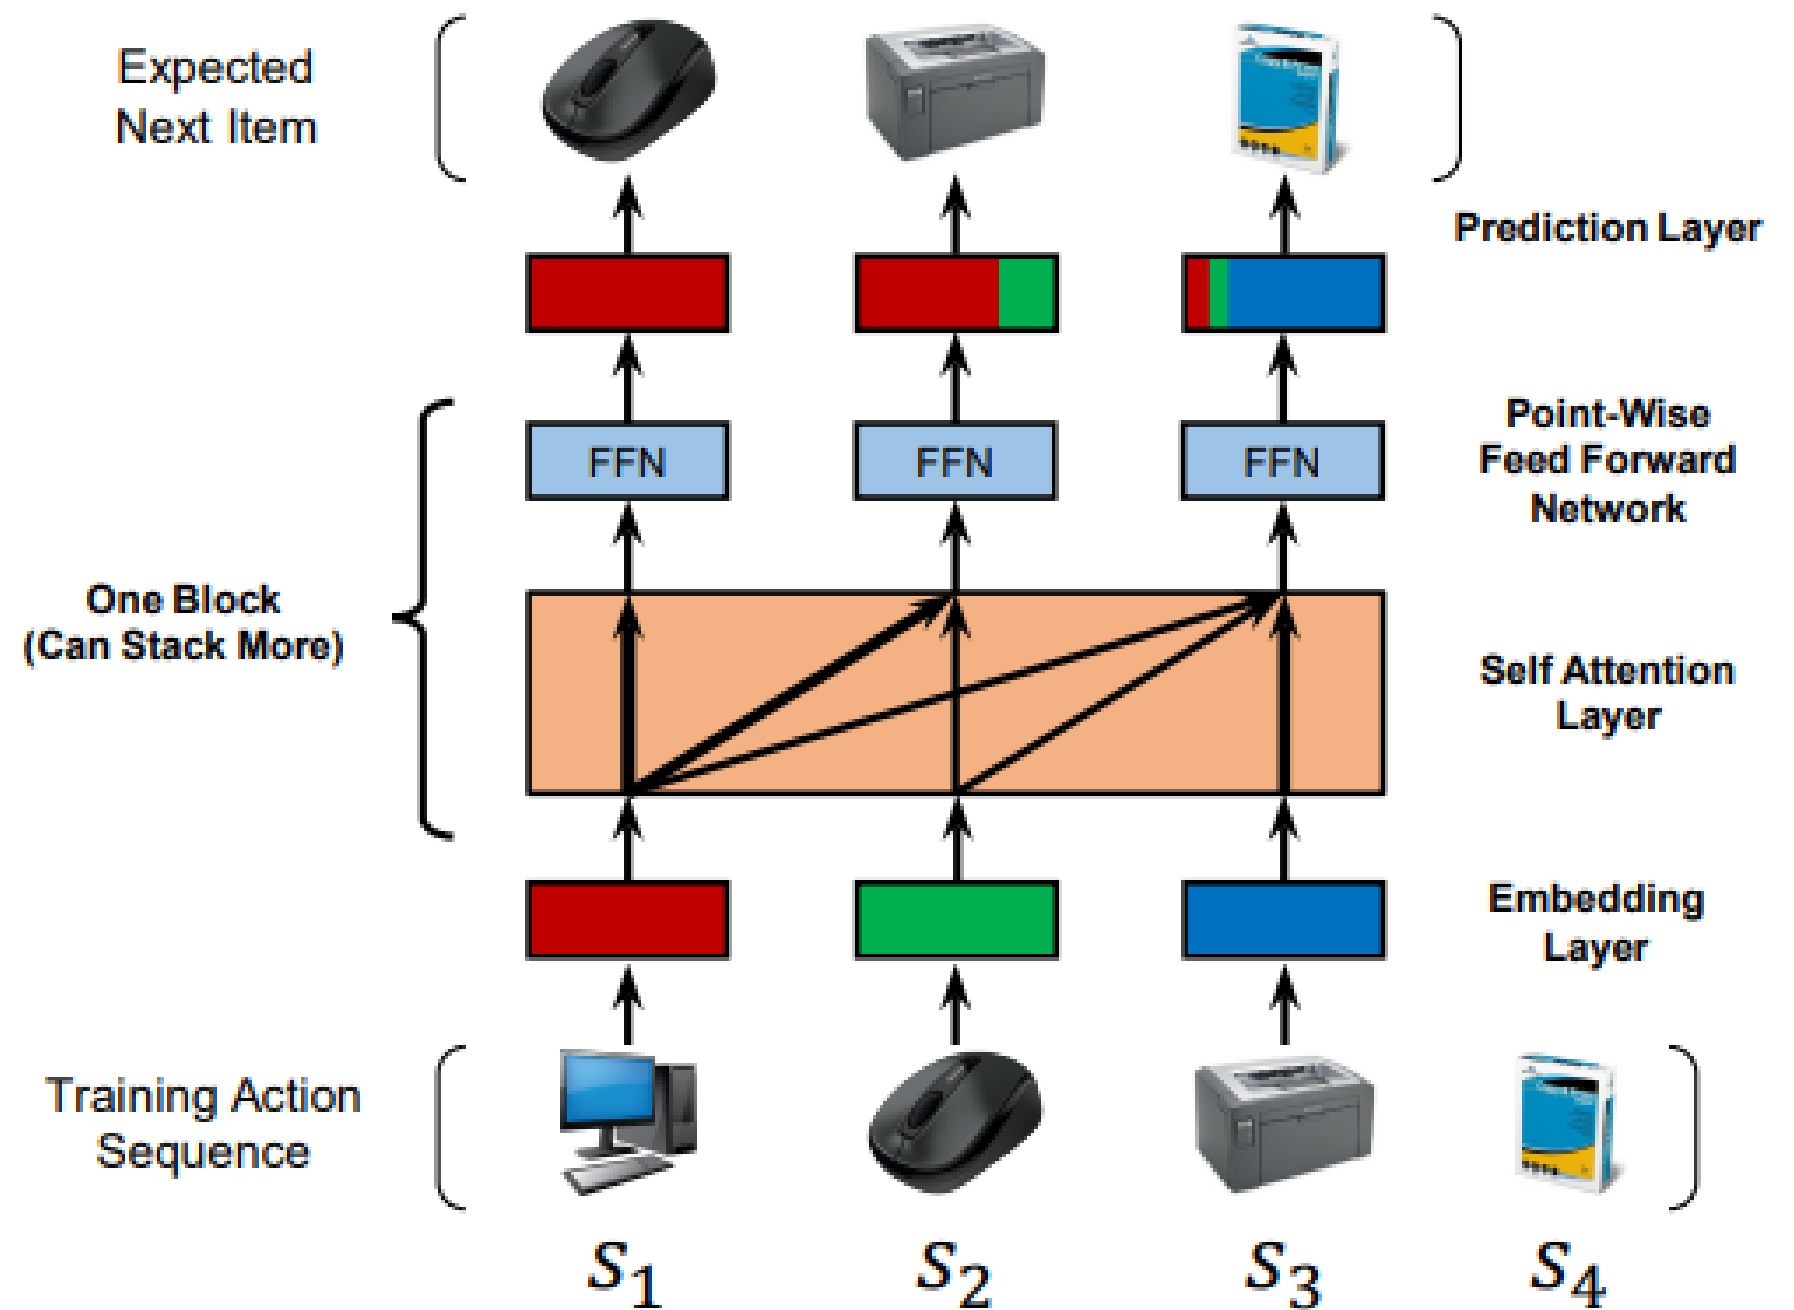 Expected
Next Item
Prediction Layer
FFN
FFN
FFN
Point-Wise
Feed Forward
Network
One Block
(Can Stack More)
Self Attention
Layer
Embedding
Layer
Training Action
Sequence
S1
S2
S3
S4